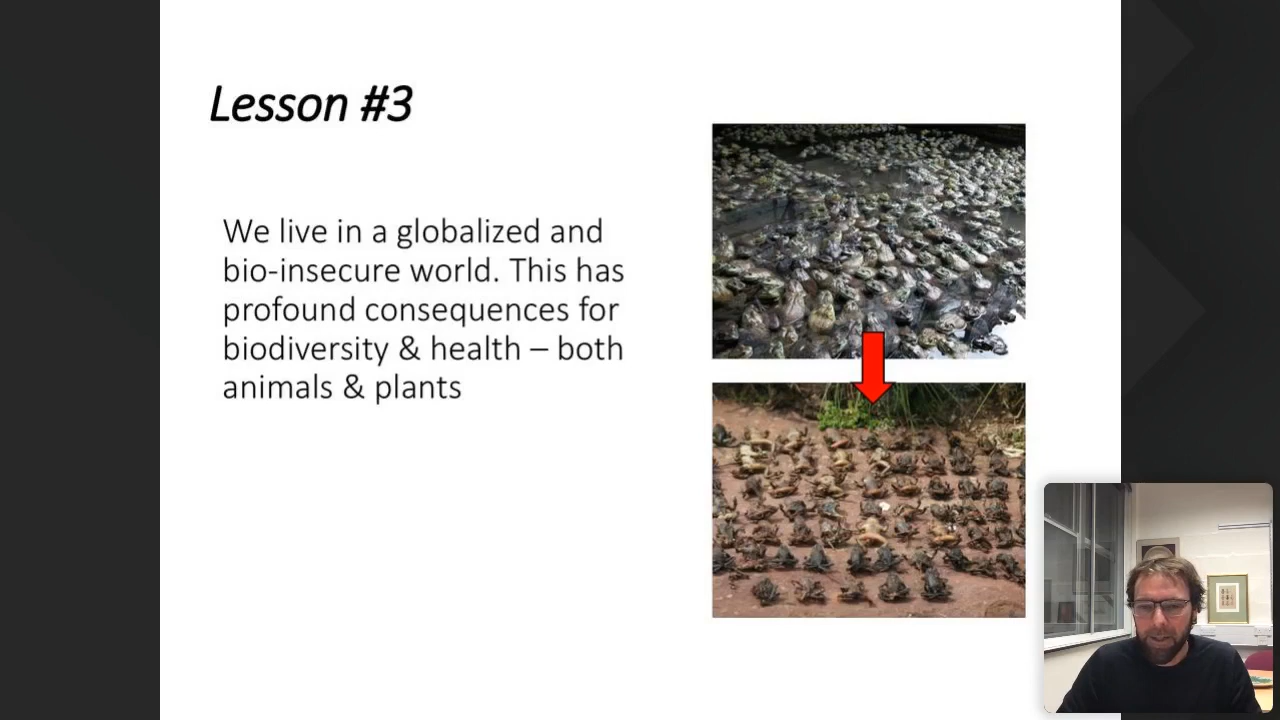 Lesson #3
We live in a globalized and
bio-insecure world. This has
profound consequences for
biodiversity & health – both
animals & plants